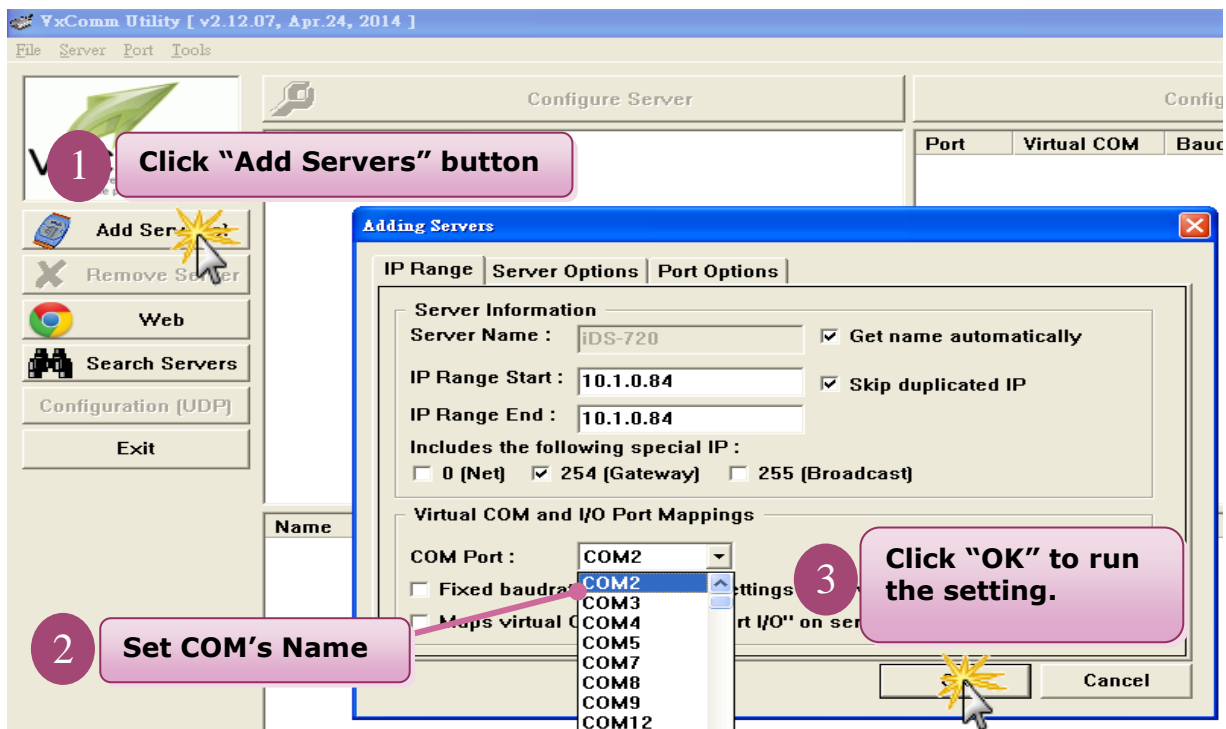 VxComm Utility [ v2.12.07, Apr.24, 2014 ]
File Server Port Tools
Configure Server
1
Click “Add Servers” button
Port Virtual COM
Add
Remove Server
Web
Search Servers
Configuration (UDP)
Exit
Adding Servers
IP Range Server Options Port Options
Server Information
Server Name : iDS-720 Get name automatically
IP Range Start : 10.1.0.84 Skip duplicated IP
IP Range End : 10.1.0.84
Includes the following special IP :
0 (Net) 254 (Gateway) 255 (Broadcast)
Name
Virtual COM and I/O Port Mappings
COM Port : COM2
Fixed
Maps virtual I/O" on
COM2
COM3
COM4
COM5
COM7
COM8
COM9
COM12
2
Set COM’s Name
3
Click “OK” to run
the setting.
Cancel